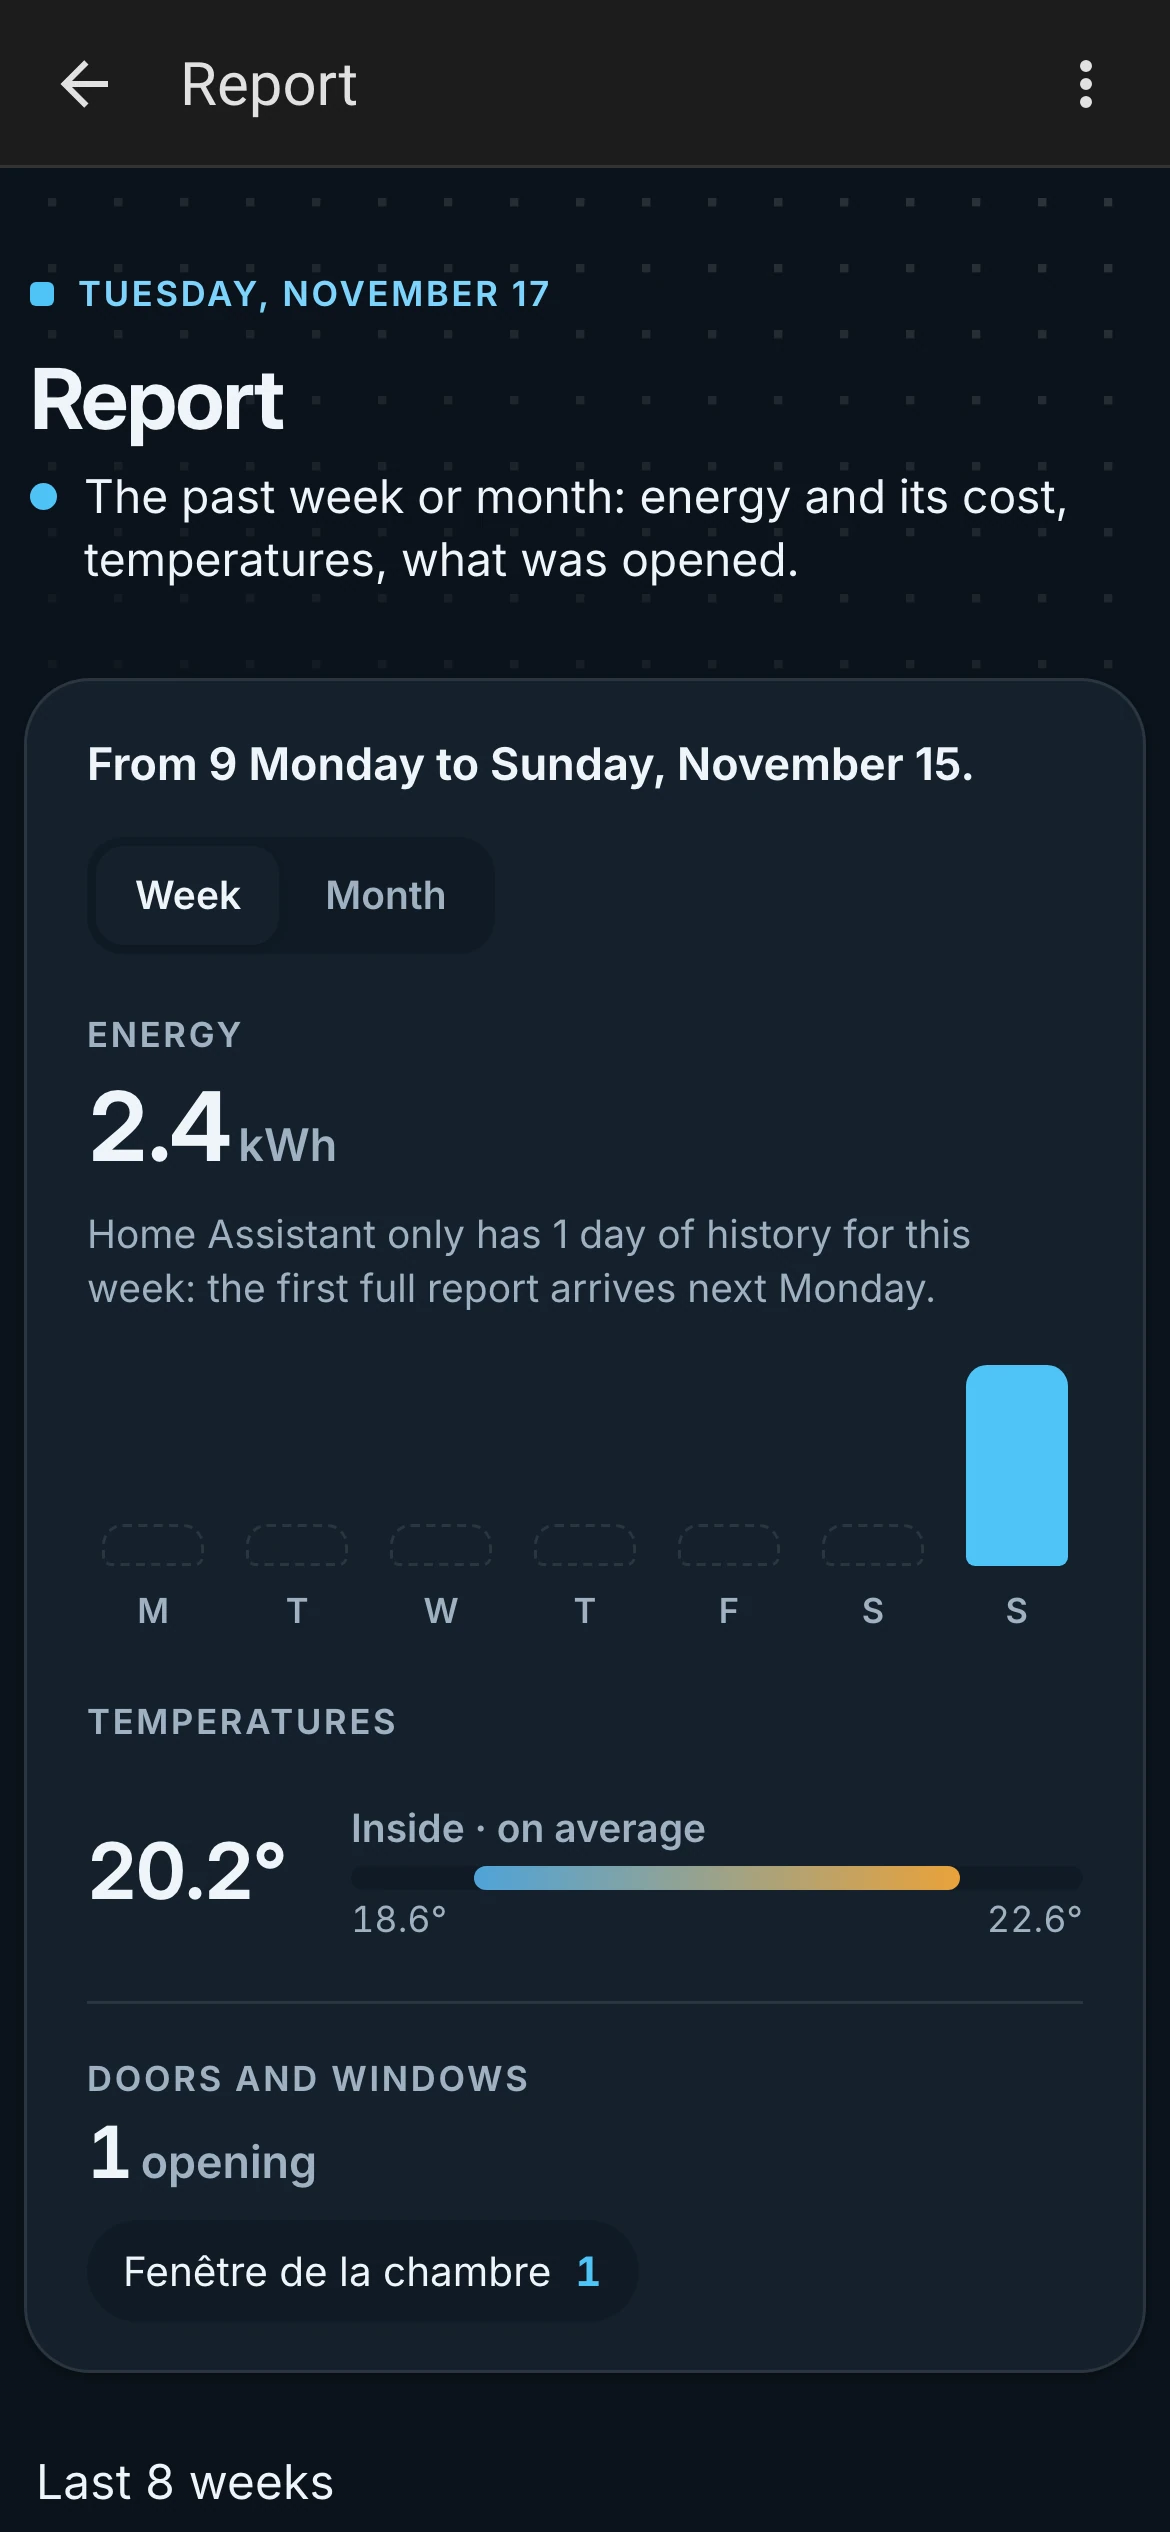 Report
TUESDAY, NOVEMBER 17
Report
The past week or month: energy and its cost,
temperatures, what was opened.
From 9 Monday to Sunday, November 15.
Week Month
ENERGY
2.4 kWh
Home Assistant only has 1 day of history for this
week: the first full report arrives next Monday.
M T W T F S S
TEMPERATURES
Inside · on average
20.2°
18.6° 22.6°
DOORS AND WINDOWS
1 opening
Fenêtre de la chambre 1
Last 8 weeks